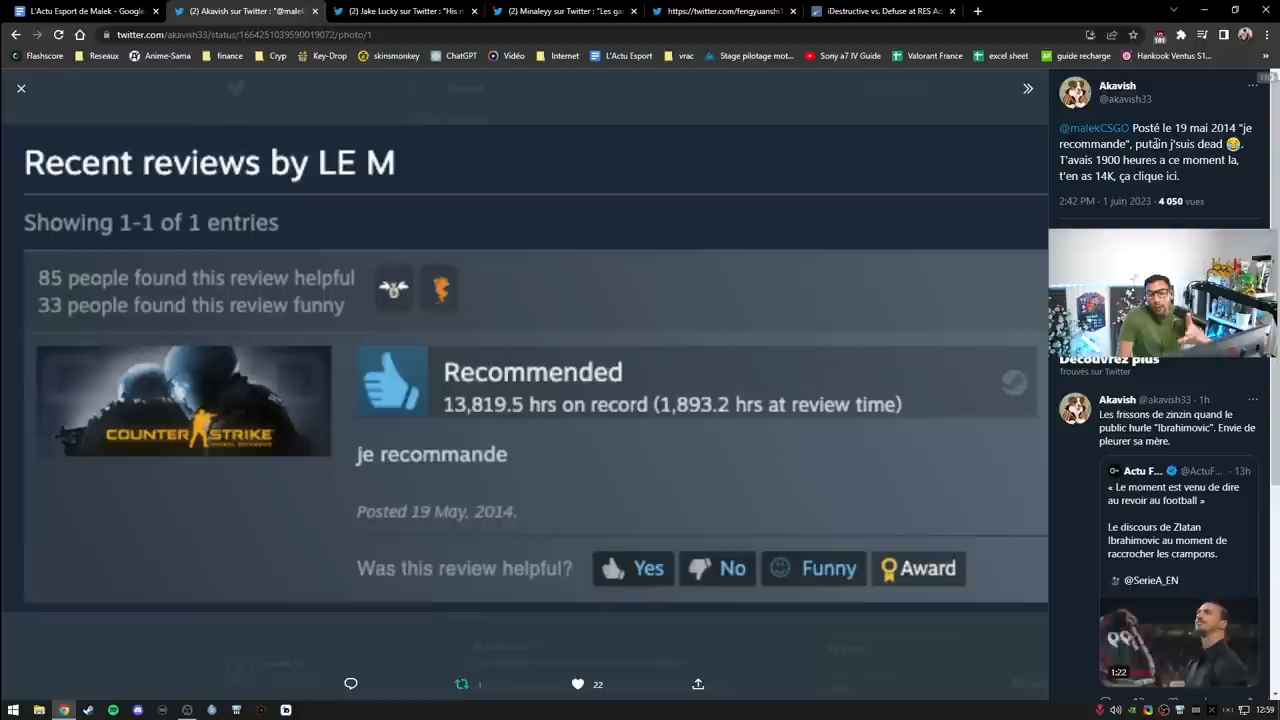 L'Actu Esport de Malek - Google
(2) Akavish sur Twitter : "@malek
(2) Jake Lucky sur Twitter : "His n
(2) Minaleyy sur Twitter : "Les ga
https://twitter.com/fengyuanshi1
iDestructive vs. Defuse at RES Ad
twitter.com/akavish33/status/1664251039590019072/photo/1
Flashscore
Reseaux
Anime-Sama
finance
Cryp
Key-Drop
skinsmonkey
ChatGPT
Vidéo
Internet
L'Actu Esport
vrac
Stage pilotage mot...
Sony a7 IV Guide
Valorant France
excel sheet
guide recharge
Hankook Ventus S1...
Recent reviews by LE M
Showing 1-1 of 1 entries
85 people found this review helpful
33 people found this review funny
COUNTER STRIKE
Recommended
13,819.5 hrs on record (1,893.2 hrs at review time)
je recommande
Posted 19 May, 2014.
Was this review helpful?
Yes
No
Funny
Award
1
22
Akavish
@akavish33
@malekCSGO Posté le 19 mai 2014 "je
recommande", putain j'suis dead 😂.
T'avais 1900 heures a ce moment la,
t'en as 14K, ça clique ici.
2:42 PM · 1 juin 2023 · 4 050 vues
Découvrez plus
Trouvés sur Twitter
Akavish @akavish33 · 1h
Les frissons de zinzin quand le
public hurle "Ibrahimovic". Envie de
pleurer sa mère.
Actu F... @ActuF... · 13h
« Le moment est venu de dire
au revoir au football »
Le discours de Zlatan
Ibrahimovic au moment de
raccrocher les crampons.
@SerieA_EN
1:22
12:59